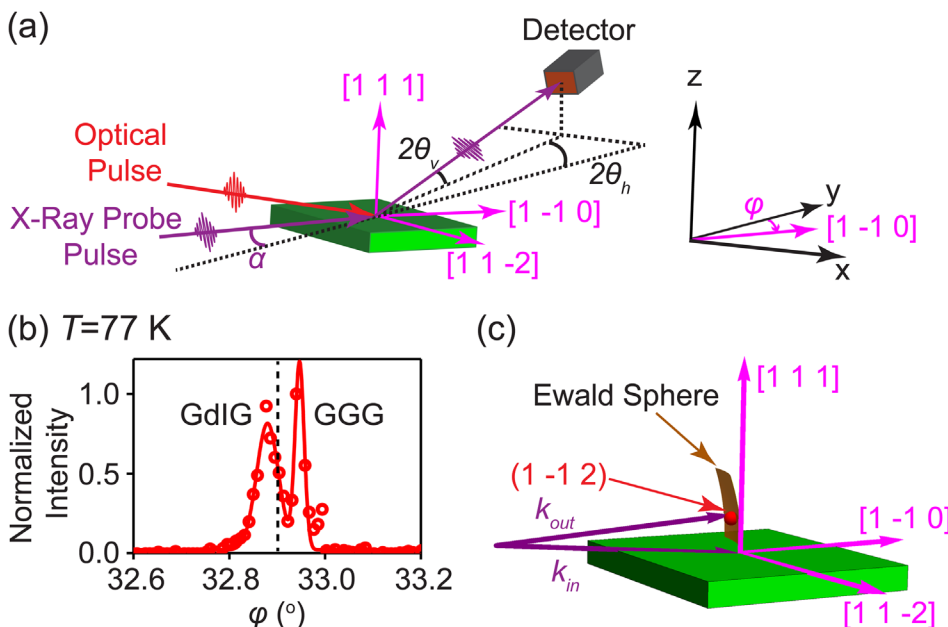 (a)
Detector
[1 1 1]
Optical
Pulse
X-Ray Probe
Pulse
α
2θv
2θh
[1 -1 0]
[1 1 -2]
z
y
φ
[1 -1 0]
x
(b) T=77 K
Normalized
Intensity
1.0
0.5
0.0
GdIG
GGG
32.6 32.8 33.0 33.2
φ (°)
(c)
[1 1 1]
Ewald Sphere
(1 -1 2)
kout
kin
[1 -1 0]
[1 1 -2]